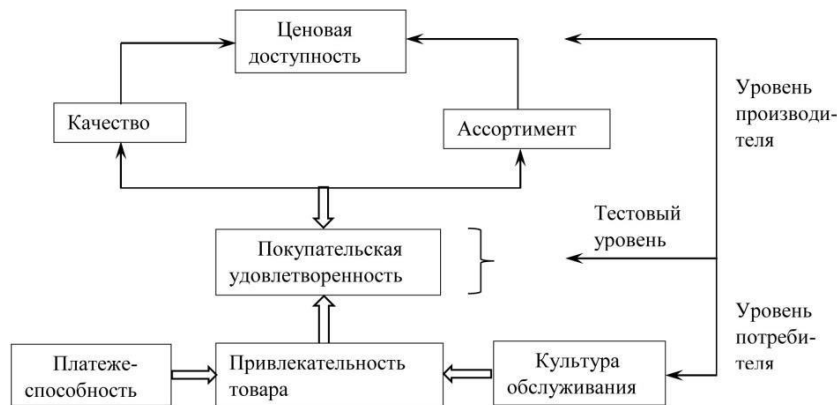 Ценовая
доступность
Качество
Ассортимент
Уровень
производи-
теля
Тестовый
уровень
Покупательская
удовлетворенность
Уровень
потреби-
теля
Платеже-
способность
Привлекательность
товара
Культура
обслуживания